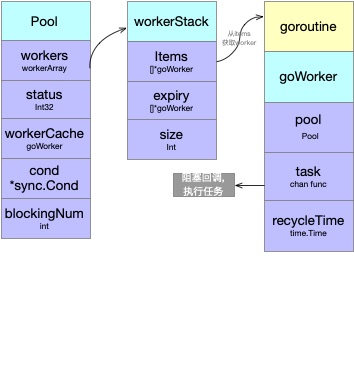 Pool
workers
workerArray
status
Int32
workerCache
goWorker
cond
*sync.Cond
blockingNum
int
workerStack
Items
[]*goWorker
expiry
[]*goWorker
size
Int
从items
获取worker
goroutine
goWorker
pool
Pool
task
chan func
recycleTime
time.Time
阻基回调,
执行任务